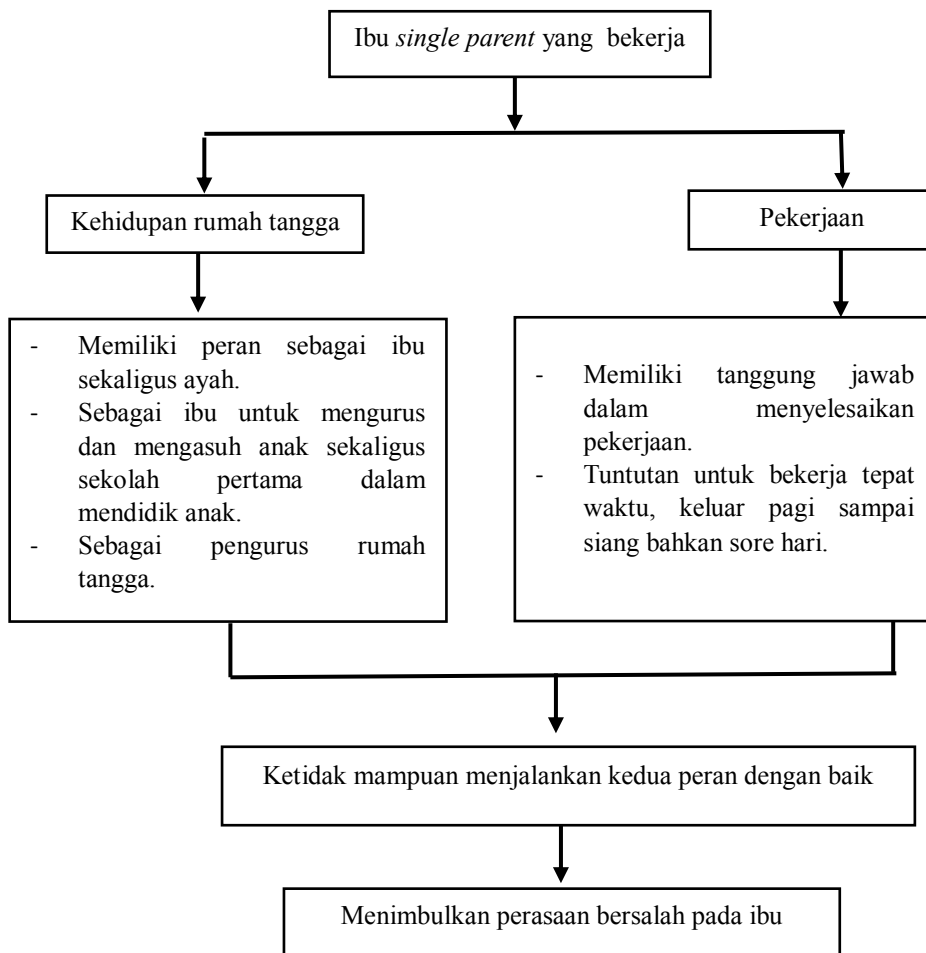 Ibu single parent yang bekerja
Kehidupan rumah tangga
Pekerjaan
- Memiliki peran sebagai ibu
sekaligus ayah.
- Sebagai ibu untuk mengurus
dan mengasuh anak sekaligus
sekolah pertama dalam
mendidik anak.
- Sebagai pengurus rumah
tangga.
- Memiliki tanggung jawab
dalam menyelesaikan
pekerjaan.
- Tuntutan untuk bekerja tepat
waktu, keluar pagi sampai
siang bahkan sore hari.
Ketidak mampuan menjalankan kedua peran dengan baik
Menimbulkan perasaan bersalah pada ibu